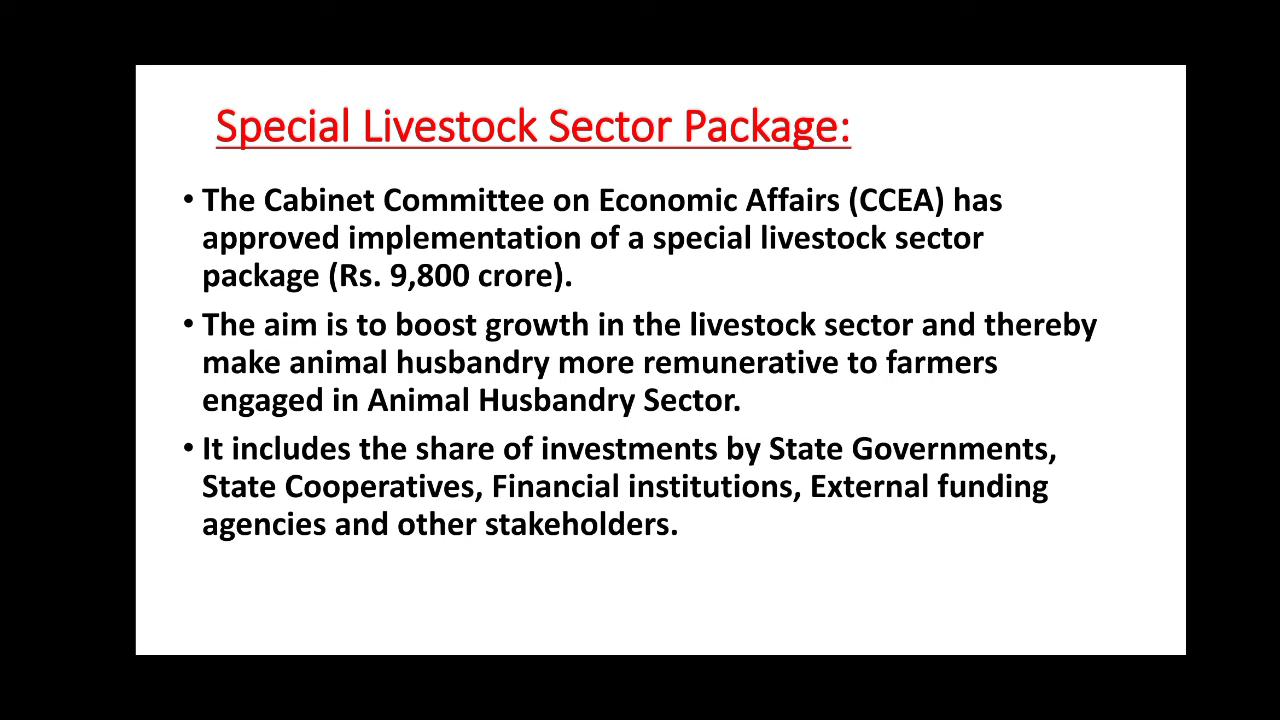 Special Livestock Sector Package:
• The Cabinet Committee on Economic Affairs (CCEA) has
approved implementation of a special livestock sector
package (Rs. 9,800 crore).
• The aim is to boost growth in the livestock sector and thereby
make animal husbandry more remunerative to farmers
engaged in Animal Husbandry Sector.
• It includes the share of investments by State Governments,
State Cooperatives, Financial institutions, External funding
agencies and other stakeholders.